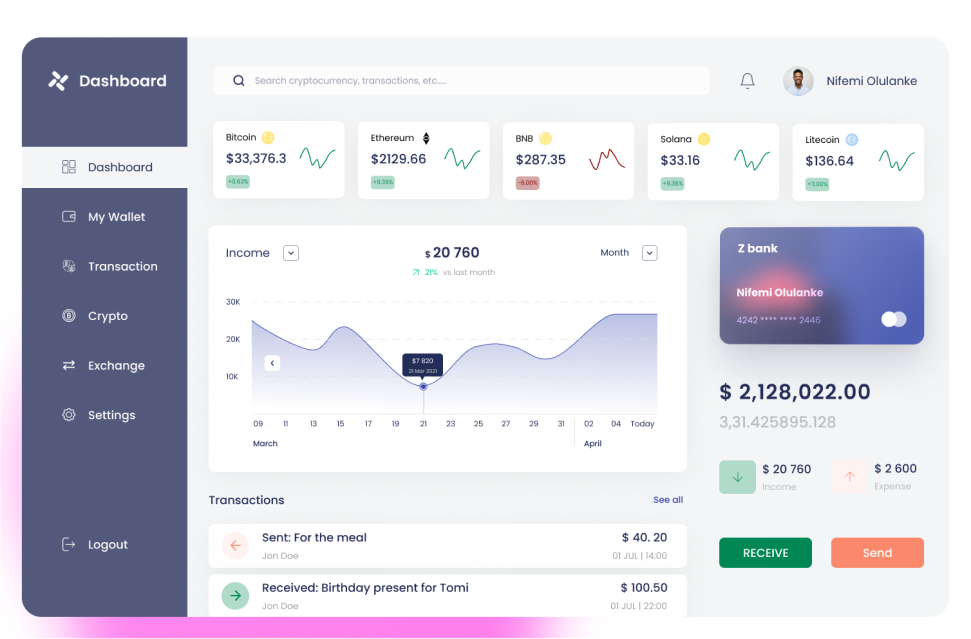 Dashboard
Search cryptocurrency, transactions, etc.....
Nifemi Olulanke
Dashboard
My Wallet
Transaction
Crypto
Exchange
Settings
Logout
Bitcoin
$33,376.3
+0.63%
Ethereum
$2129.66
+9.38%
BNB
$287.35
-6.00%
Solana
$33.16
+9.36%
Litecoin
$136.64
+3.00%
Income
$ 20 760
Month
21% vs last month
30K
20K
10K
$7 820
21 Mar 2021
09 11 13 15 17 19 21 23 25 27 29 31 02 04 Today
March April
Z bank
Nifemi Olulanke
4242 **** **** 2446
$ 2,128,022.00
3,31.425895.128
$ 20 760
Income
$ 2 600
Expense
RECEIVE
Send
Transactions
See all
Sent: For the meal
$ 40. 20
Jon Doe
01 JUL | 14:00
Received: Birthday present for Tomi
$ 100.50
Jon Doe
01 JUL | 22:00